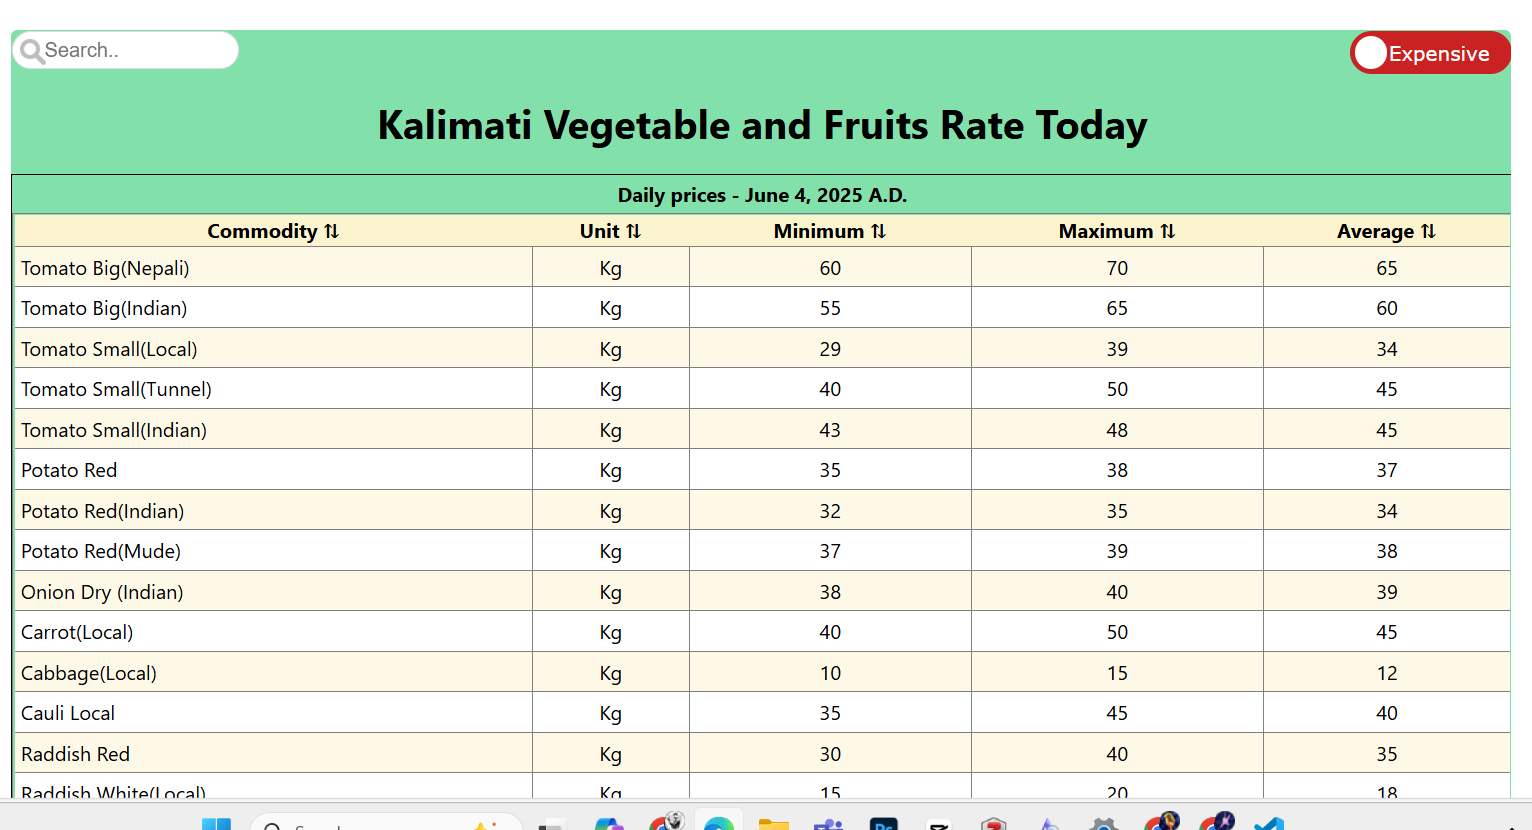 Search..
Expensive
Kalimati Vegetable and Fruits Rate Today
Daily prices - June 4, 2025 A.D.
Commodity ⇅ Unit ⇅ Minimum ⇅ Maximum ⇅ Average ⇅
Tomato Big(Nepali) Kg 60 70 65
Tomato Big(Indian) Kg 55 65 60
Tomato Small(Local) Kg 29 39 34
Tomato Small(Tunnel) Kg 40 50 45
Tomato Small(Indian) Kg 43 48 45
Potato Red Kg 35 38 37
Potato Red(Indian) Kg 32 35 34
Potato Red(Mude) Kg 37 39 38
Onion Dry (Indian) Kg 38 40 39
Carrot(Local) Kg 40 50 45
Cabbage(Local) Kg 10 15 12
Cauli Local Kg 35 45 40
Raddish Red Kg 30 40 35
Raddish White(Local) Kg 15 20 18